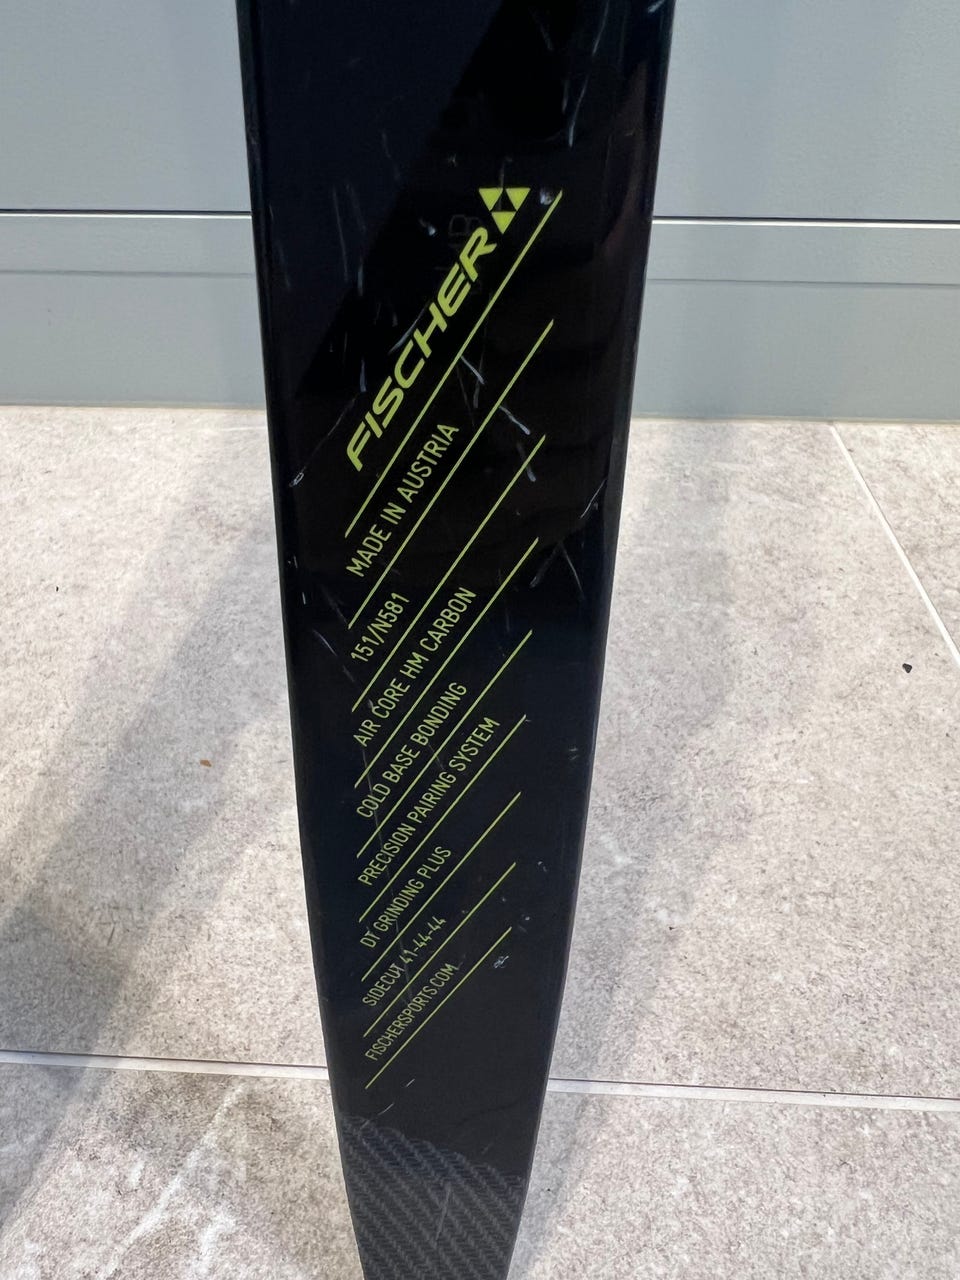 FISCHER
MADE IN AUSTRIA
151/N581
AIR CORE HM CARBON
COLD BASE BONDING
PRECISION PAIRING SYSTEM
DT GRINDING PLUS
SIDECUT 41-44-44
FISCHERSPORTS.COM